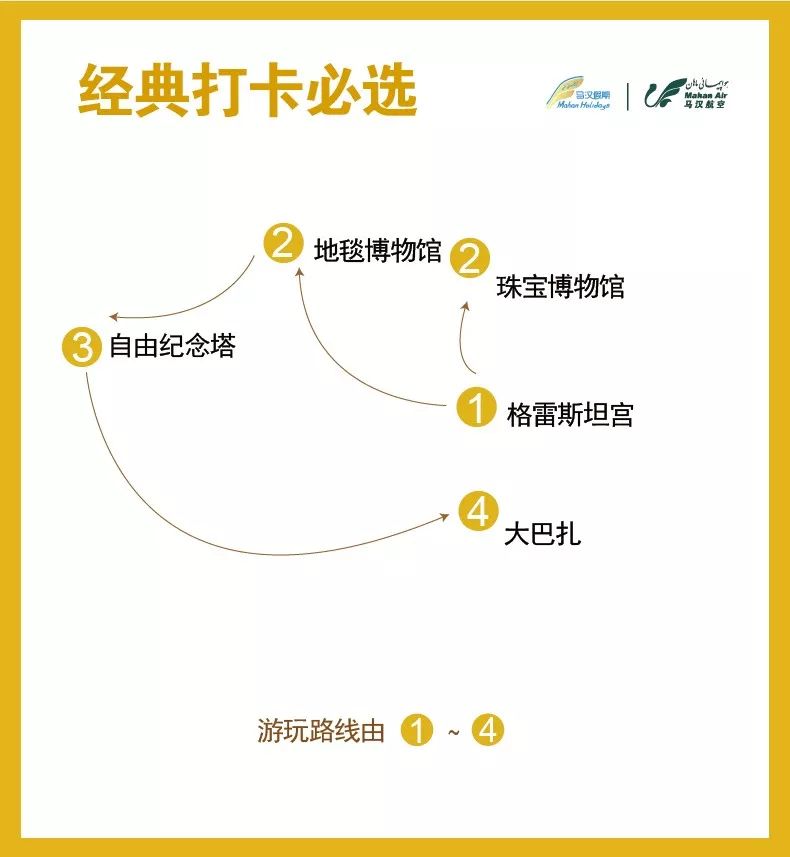 经典打卡必选
马汉假期
Mahan Holidays
هواپیمائی ماهان
Mahan Air
马汉航空
2 地毯博物馆
2 珠宝博物馆
3 自由纪念塔
1 格雷斯坦宫
4 大巴扎
游玩路线由 1 ~ 4